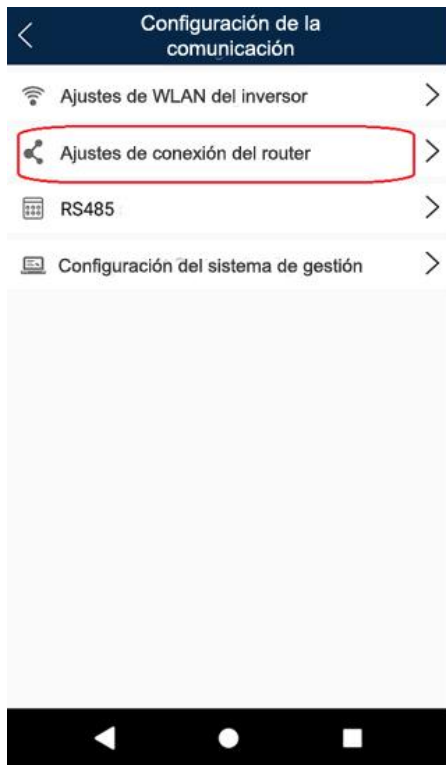 Configuración de la
comunicación
Ajustes de WLAN del inversor
Ajustes de conexión del router
RS485
Configuración del sistema de gestión